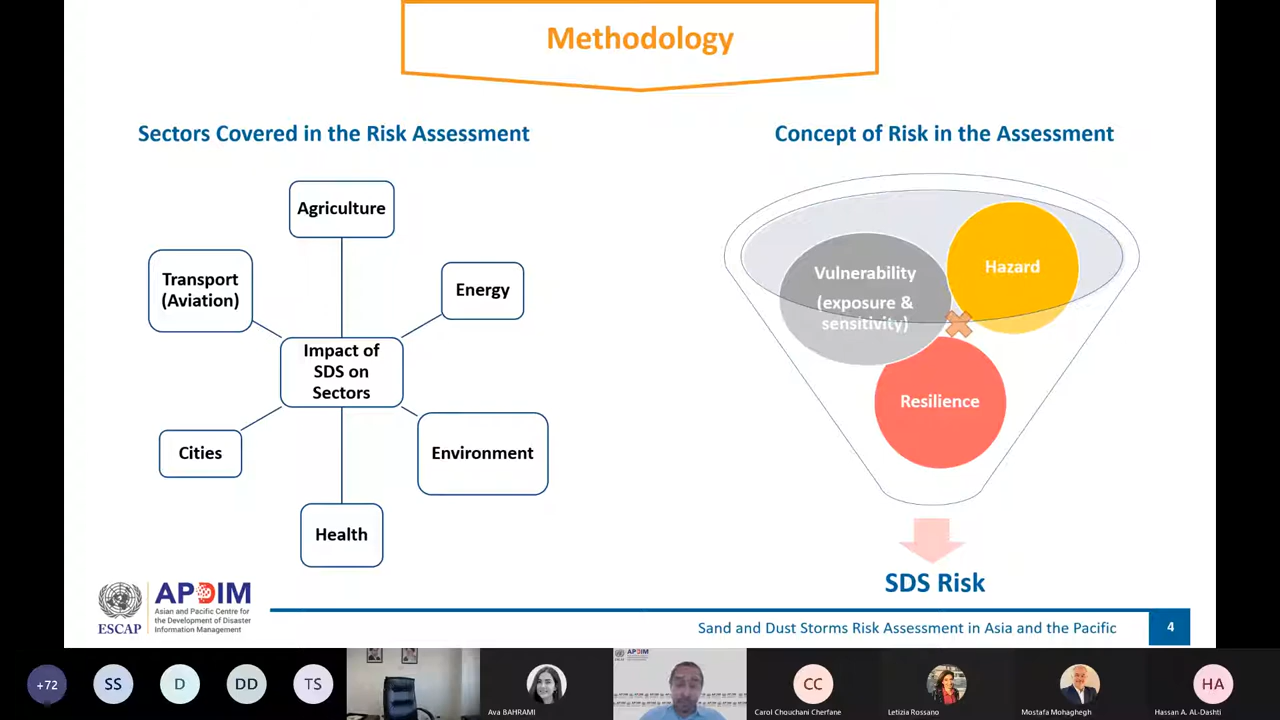 Methodology
Sectors Covered in the Risk Assessment
Agriculture
Transport
(Aviation)
Energy
Impact of
SDS on
Sectors
Cities
Environment
Health
Concept of Risk in the Assessment
Vulnerability
(exposure &
sensitivity)
Hazard
Resilience
SDS Risk
ESCAP
APDIM
Asian and Pacific Centre for
the Development of Disaster
Information Management
Sand and Dust Storms Risk Assessment in Asia and the Pacific
4
+72
SS
D
DD
TS
Ava BAHRAMI
APDIM
CC
Carol Chouchani Cherfane
Letizia Rossano
Mostafa Mohaghegh
HA
Hassan A. AL-Dashti